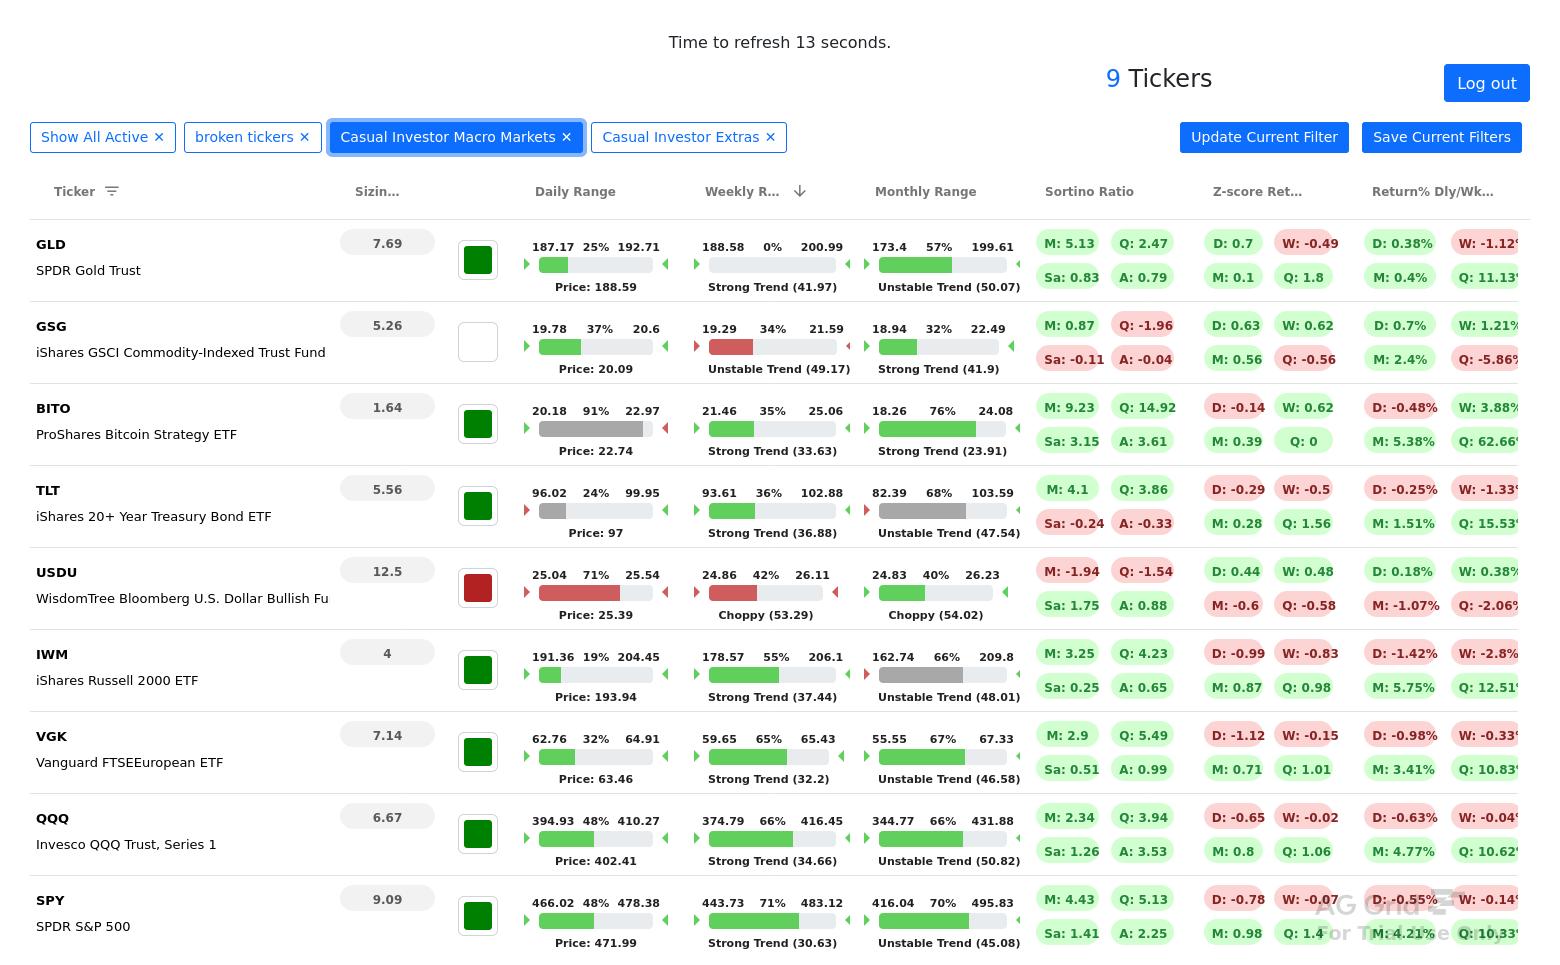 Time to refresh 13 seconds.
9 Tickers
Log out
Show All Active ✕ broken tickers ✕ Casual Investor Macro Markets ✕ Casual Investor Extras ✕ Update Current Filter Save Current Filters
Ticker Sizin… Daily Range Weekly R… Monthly Range Sortino Ratio Z-score Ret… Return% Dly/Wk…
GLD 7.69 187.17 25% 192.71 188.58 0% 200.99 173.4 57% 199.61 M: 5.13 Q: 2.47 D: 0.7 W: -0.49 D: 0.38% W: -1.12%
SPDR Gold Trust Price: 188.59 Strong Trend (41.97) Unstable Trend (50.07) Sa: 0.83 A: 0.79 M: 0.1 Q: 1.8 M: 0.4% Q: 11.13%
GSG 5.26 19.78 37% 20.6 19.29 34% 21.59 18.94 32% 22.49 M: 0.87 Q: -1.96 D: 0.63 W: 0.62 D: 0.7% W: 1.21%
iShares GSCI Commodity-Indexed Trust Fund Price: 20.09 Unstable Trend (49.17) Strong Trend (41.9) Sa: -0.11 A: -0.04 M: 0.56 Q: -0.56 M: 2.4% Q: -5.86%
BITO 1.64 20.18 91% 22.97 21.46 35% 25.06 18.26 76% 24.08 M: 9.23 Q: 14.92 D: -0.14 W: 0.62 D: -0.48% W: 3.88%
ProShares Bitcoin Strategy ETF Price: 22.74 Strong Trend (33.63) Strong Trend (23.91) Sa: 3.15 A: 3.61 M: 0.39 Q: 0 M: 5.38% Q: 62.66%
TLT 5.56 96.02 24% 99.95 93.61 36% 102.88 82.39 68% 103.59 M: 4.1 Q: 3.86 D: -0.29 W: -0.5 D: -0.25% W: -1.33%
iShares 20+ Year Treasury Bond ETF Price: 97 Strong Trend (36.88) Unstable Trend (47.54) Sa: -0.24 A: -0.33 M: 0.28 Q: 1.56 M: 1.51% Q: 15.53%
USDU 12.5 25.04 71% 25.54 24.86 42% 26.11 24.83 40% 26.23 M: -1.94 Q: -1.54 D: 0.44 W: 0.48 D: 0.18% W: 0.38%
WisdomTree Bloomberg U.S. Dollar Bullish Fu Price: 25.39 Choppy (53.29) Choppy (54.02) Sa: 1.75 A: 0.88 M: -0.6 Q: -0.58 M: -1.07% Q: -2.06%
IWM 4 191.36 19% 204.45 178.57 55% 206.1 162.74 66% 209.8 M: 3.25 Q: 4.23 D: -0.99 W: -0.83 D: -1.42% W: -2.8%
iShares Russell 2000 ETF Price: 193.94 Strong Trend (37.44) Unstable Trend (48.01) Sa: 0.25 A: 0.65 M: 0.87 Q: 0.98 M: 5.75% Q: 12.51%
VGK 7.14 62.76 32% 64.91 59.65 65% 65.43 55.55 67% 67.33 M: 2.9 Q: 5.49 D: -1.12 W: -0.15 D: -0.98% W: -0.33%
Vanguard FTSEEuropean ETF Price: 63.46 Strong Trend (32.2) Unstable Trend (46.58) Sa: 0.51 A: 0.99 M: 0.71 Q: 1.01 M: 3.41% Q: 10.83%
QQQ 6.67 394.93 48% 410.27 374.79 66% 416.45 344.77 66% 431.88 M: 2.34 Q: 3.94 D: -0.65 W: -0.02 D: -0.63% W: -0.04%
Invesco QQQ Trust, Series 1 Price: 402.41 Strong Trend (34.66) Unstable Trend (50.82) Sa: 1.26 A: 3.53 M: 0.8 Q: 1.06 M: 4.77% Q: 10.62%
SPY 9.09 466.02 48% 478.38 443.73 71% 483.12 416.04 70% 495.83 M: 4.43 Q: 5.13 D: -0.78 W: -0.07 D: -0.55% W: -0.14%
SPDR S&P 500 Price: 471.99 Strong Trend (30.63) Unstable Trend (45.08) Sa: 1.41 A: 2.25 M: 0.98 Q: 1.4 M: 4.21% Q: 10.33%
AG Grid
For Trial Use Only